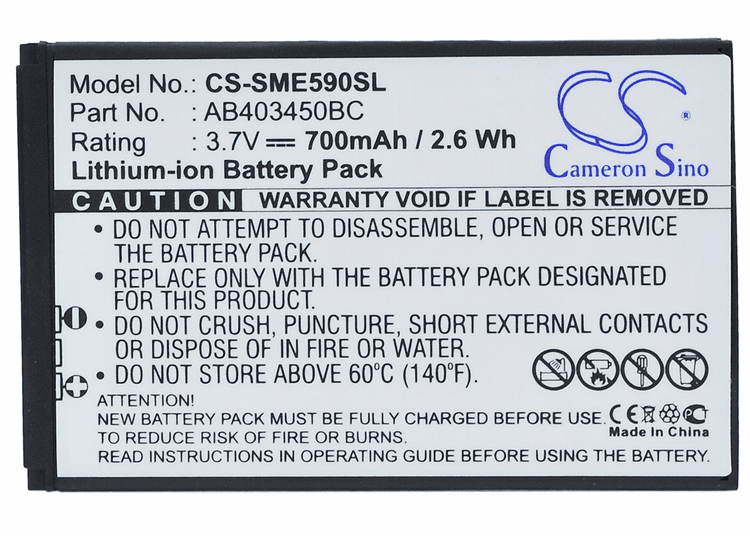 Model No.: CS-SME590SL
Part No. : AB403450BC
Rating : 3.7V 700mAh / 2.6 Wh
Lithium-ion Battery Pack
CS
®
Cameron Sino
CAUTION WARRANTY VOID IF LABEL IS REMOVED
• DO NOT ATTEMPT TO DISASSEMBLE, OPEN OR SERVICE
THE BATTERY PACK.
• REPLACE ONLY WITH THE BATTERY PACK DESIGNATED
FOR THIS PRODUCT.
• DO NOT CRUSH, PUNCTURE, SHORT EXTERNAL CONTACTS
OR DISPOSE OF IN FIRE OR WATER.
• DO NOT STORE ABOVE 60°C (140°F).
ATTENTION!
NEW BATTERY PACK MUST BE FULLY CHARGED BEFORE USE
TO REDUCE RISK OF FIRE OR BURNS.
READ INSTRUCTIONS IN OPERATING GUIDE BEFORE USING THE BATTERY.
CE
Made In China